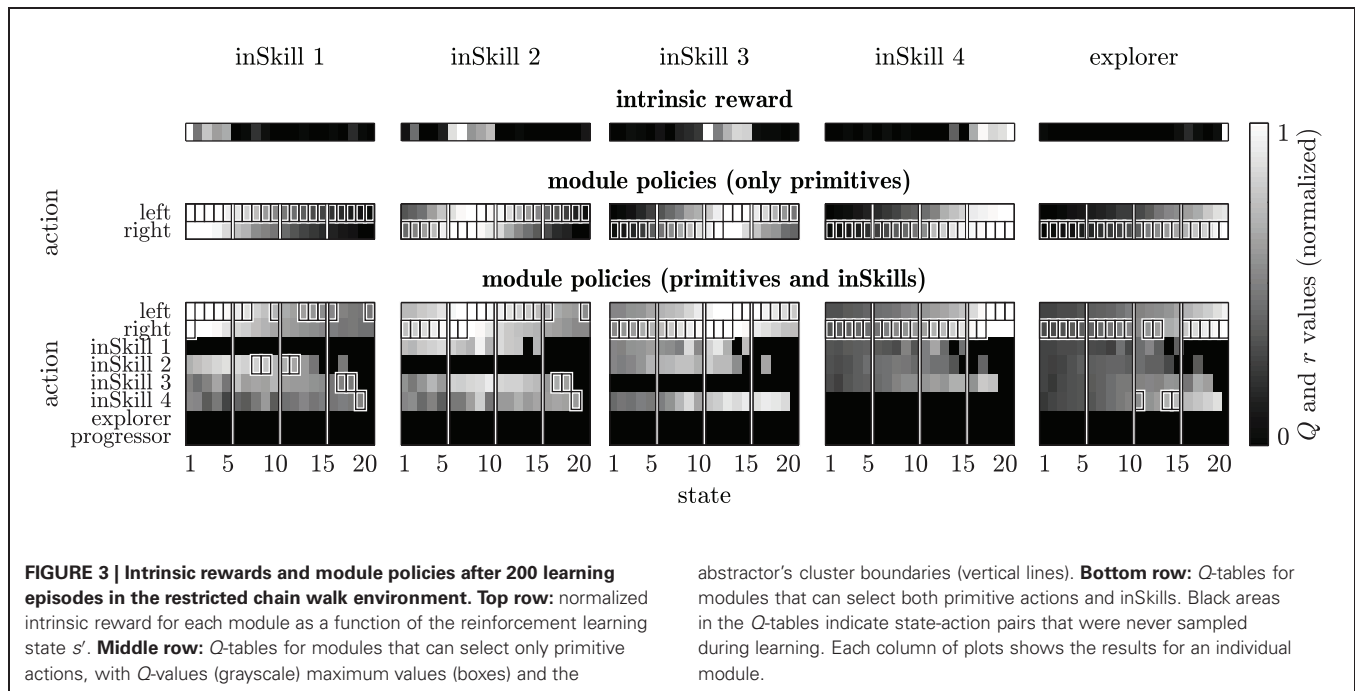 inSkill 1 inSkill 2 inSkill 3 inSkill 4 explorer
intrinsic reward
module policies (only primitives)
action
left
right
module policies (primitives and inSkills)
action
left
right
inSkill 1
inSkill 2
inSkill 3
inSkill 4
explorer
progressor
1 5 10 15 20 1 5 10 15 20 1 5 10 15 20 1 5 10 15 20 1 5 10 15 20
state
1
0
Q and r values (normalized)
FIGURE 3 | Intrinsic rewards and module policies after 200 learning
episodes in the restricted chain walk environment. Top row: normalized
intrinsic reward for each module as a function of the reinforcement learning
state s′. Middle row: Q-tables for modules that can select only primitive
actions, with Q-values (grayscale) maximum values (boxes) and the
abstractor's cluster boundaries (vertical lines). Bottom row: Q-tables for
modules that can select both primitive actions and inSkills. Black areas
in the Q-tables indicate state-action pairs that were never sampled
during learning. Each column of plots shows the results for an individual
module.